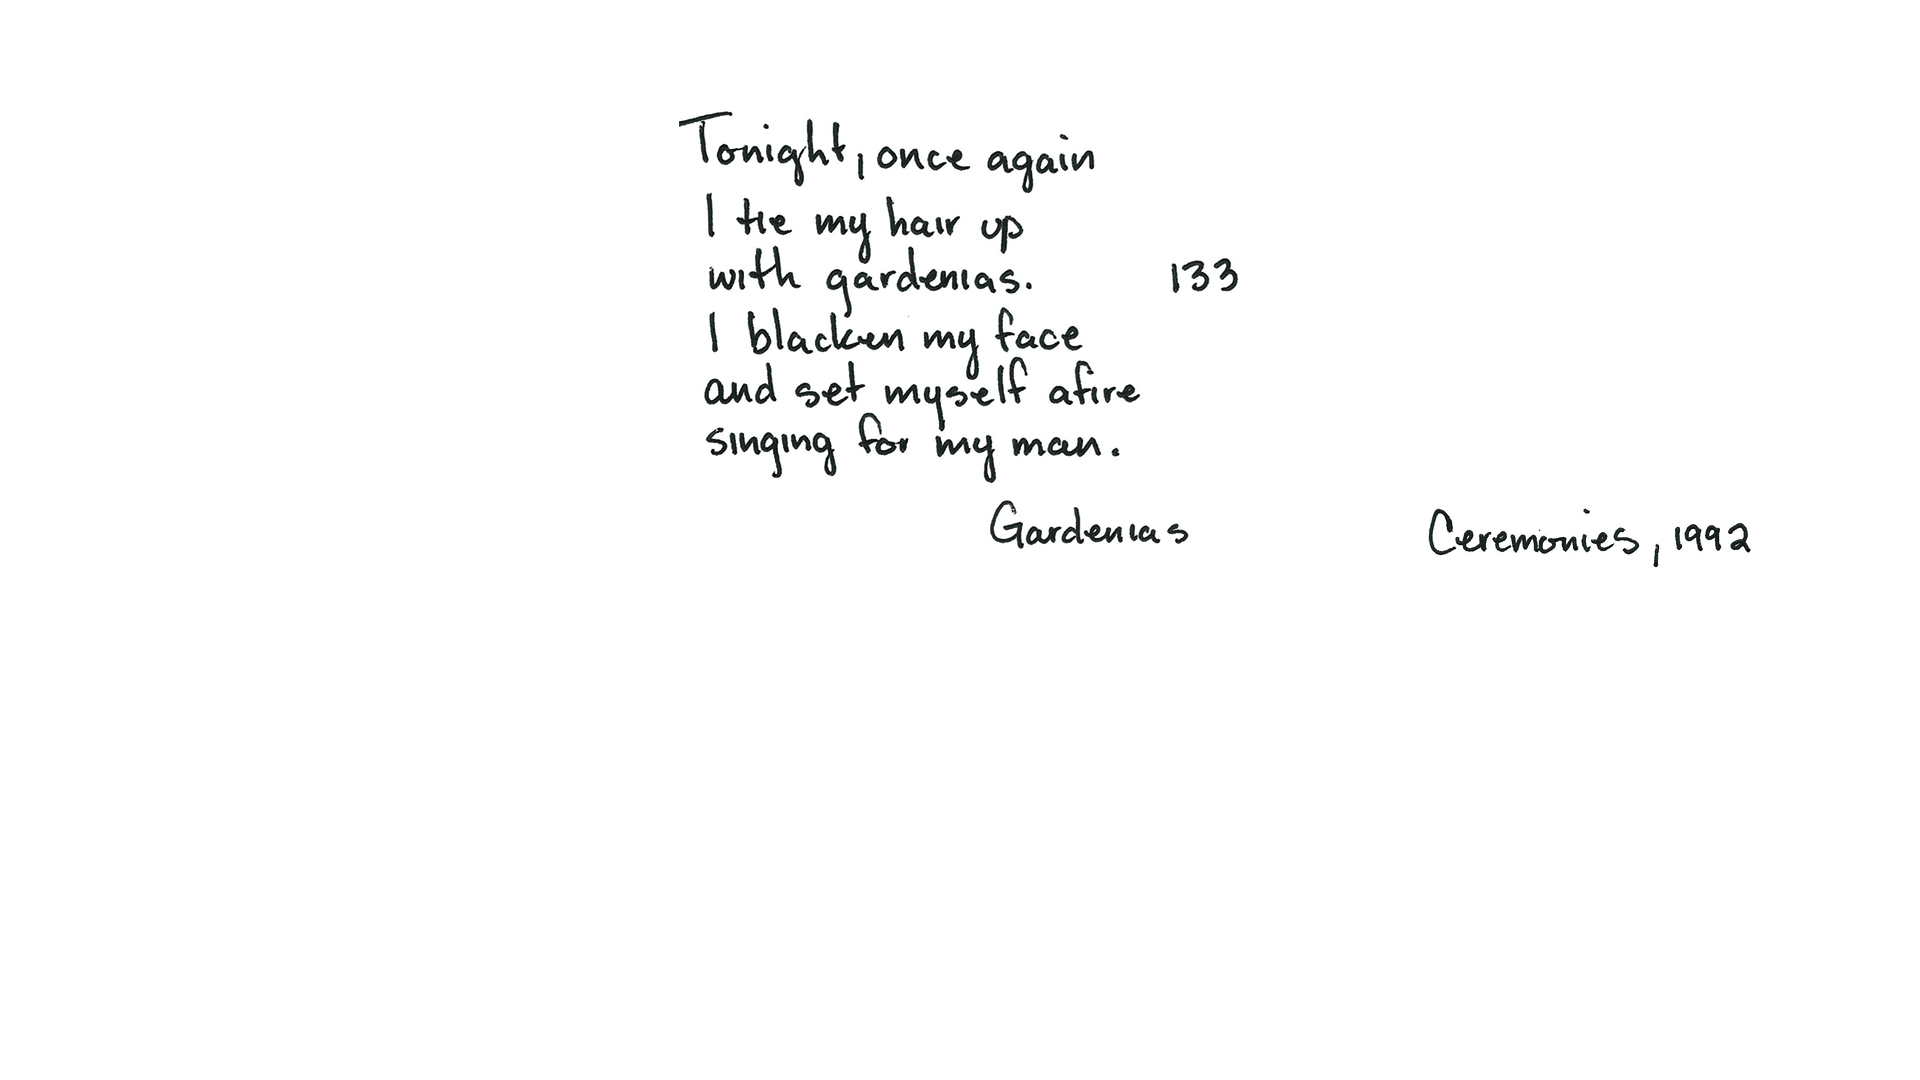 Tonight, once again
I tie my hair up
with gardenias. 133
I blacken my face
and set myself afire
singing for my man.
Gardenias Ceremonies, 1992